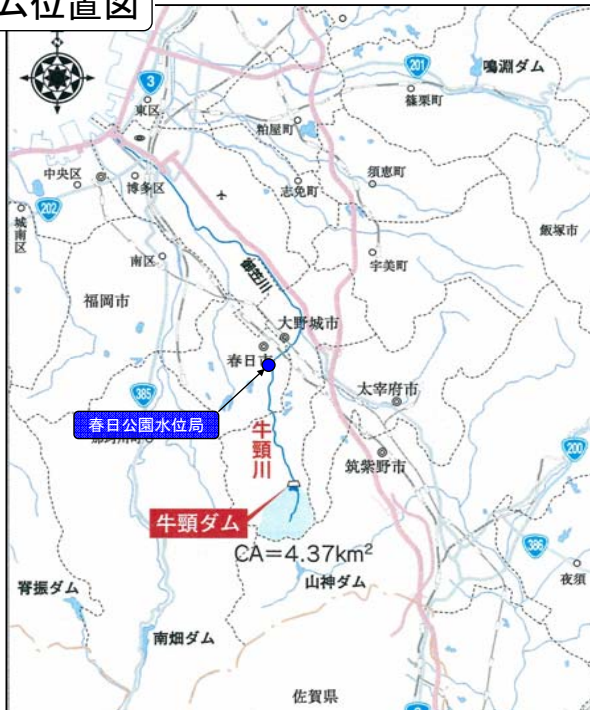 ム位置図
3
201
鳴淵ダム
東区
篠栗町
粕屋町
中央区
博多区
須恵町
志免町
202
城南区
飯塚市
南区
宇美町
御笠川
福岡市
大野城市
春日市
385
太宰府市
春日公園水位局
牛頸川
筑紫野市
200
牛頸ダム
CA=4.37km²
386
山神ダム
夜須
脊振ダム
南畑ダム
佐賀県